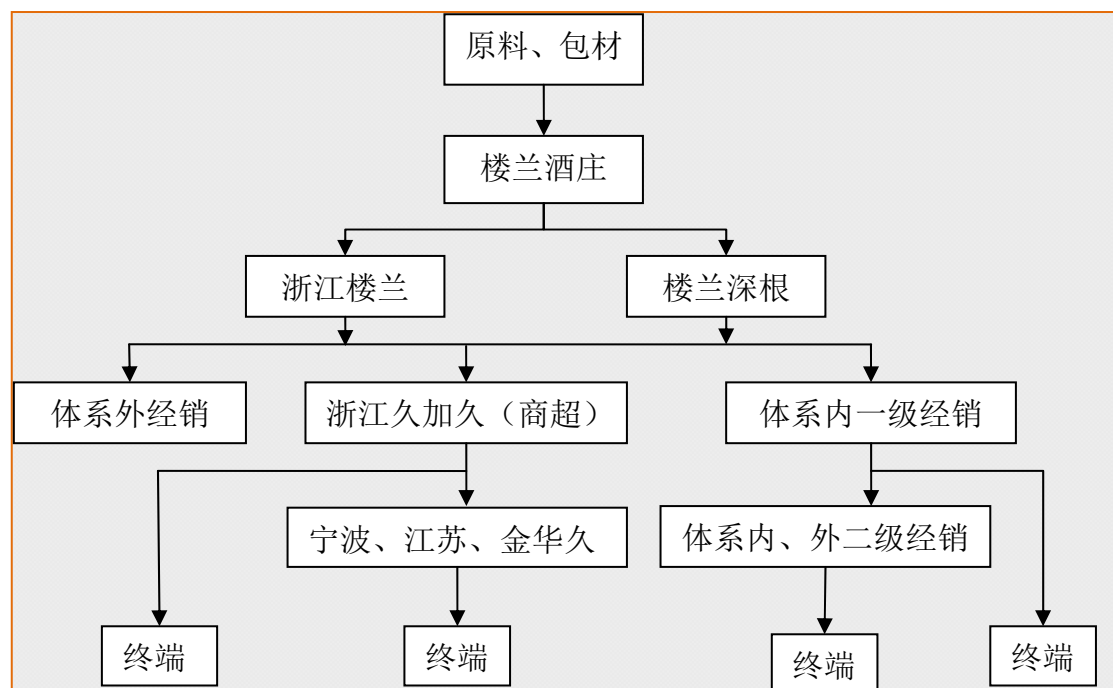 原料、包材
楼兰酒庄
浙江楼兰
楼兰深根
体系外经销
浙江久加久（商超）
体系内一级经销
宁波、江苏、金华久
体系内、外二级经销
终端
终端
终端
终端